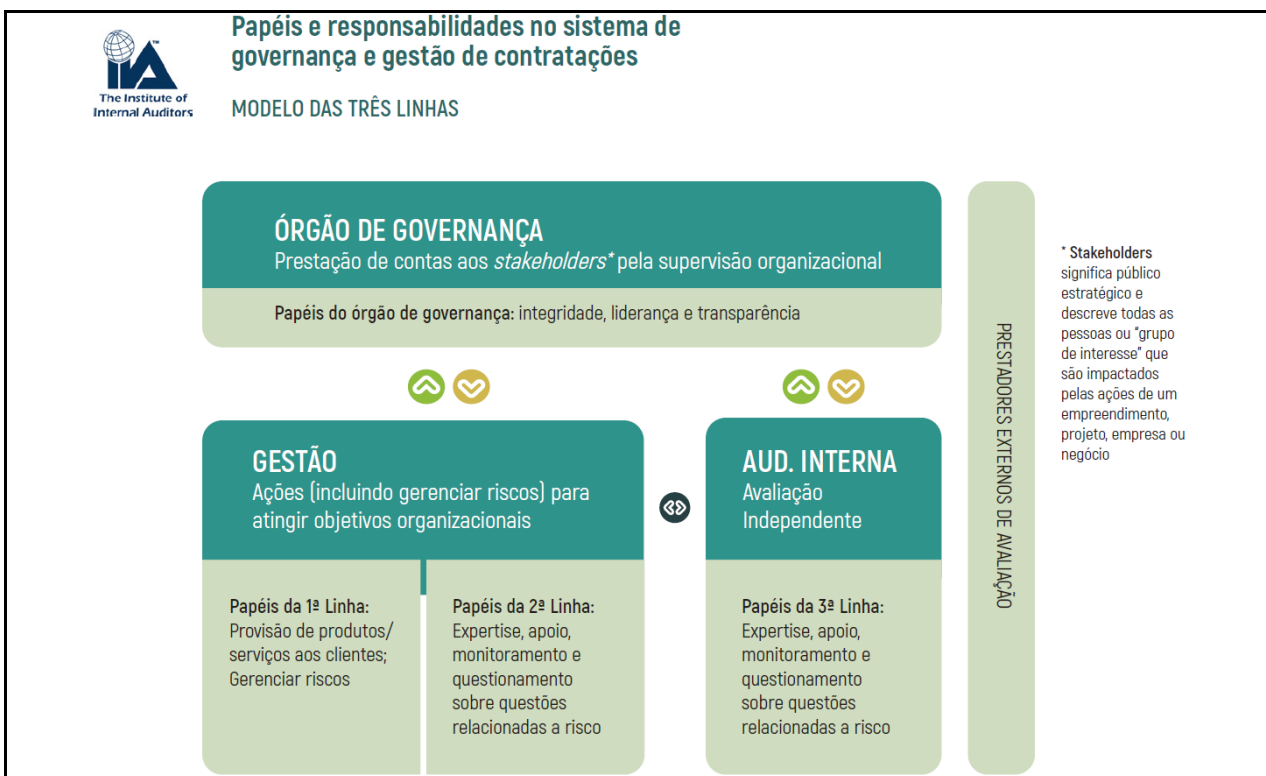 Papéis e responsabilidades no sistema de
governança e gestão de contratações
MODELO DAS TRÊS LINHAS
IIA
TM
The Institute of
Internal Auditors
ÓRGÃO DE GOVERNANÇA
Prestação de contas aos stakeholders* pela supervisão organizacional
Papéis do órgão de governança: integridade, liderança e transparência
GESTÃO
Ações (incluindo gerenciar riscos) para
atingir objetivos organizacionais
Papéis da 1ª Linha:
Provisão de produtos/
serviços aos clientes;
Gerenciar riscos
Papéis da 2ª Linha:
Expertise, apoio,
monitoramento e
questionamento
sobre questões
relacionadas a risco
AUD. INTERNA
Avaliação
Independente
Papéis da 3ª Linha:
Expertise, apoio,
monitoramento e
questionamento
sobre questões
relacionadas a risco
PRESTADORES EXTERNOS DE AVALIAÇÃO
* Stakeholders
significa público
estratégico e
descreve todas as
pessoas ou "grupo
de interesse" que
são impactados
pelas ações de um
empreendimento,
projeto, empresa ou
negócio